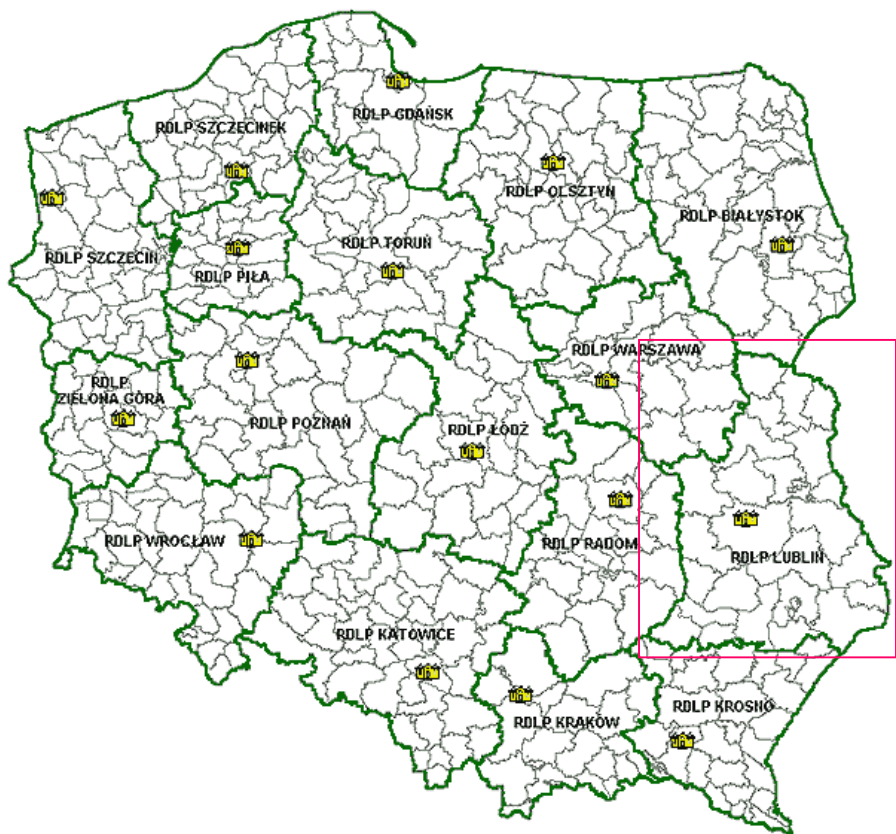 RDLP GDAŃSK
RDLP SZCZECINEK
RDLP OLSZTYN
RDLP BIAŁYSTOK
RDLP TORUŃ
RDLP SZCZECIN
RDLP PIŁA
RDLP WARSZAWA
RDLP
ZIELONA GÓRA
RDLP POZNAŃ
RDLP ŁÓDŹ
RDLP WROCŁAW
RDLP RADOM
RDLP LUBLIN
RDLP KATOWICE
RDLP KROSNO
RDLP KRAKÓW